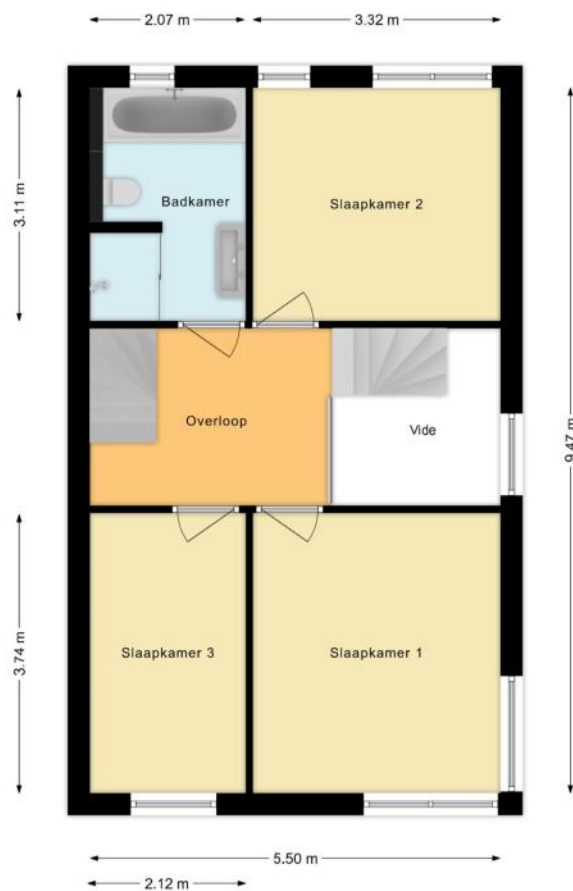 2.07 m
3.32 m
3.11 m
Badkamer
Slaapkamer 2
Overloop
Vide
9.47 m
3.74 m
Slaapkamer 3
Slaapkamer 1
5.50 m
2.12 m